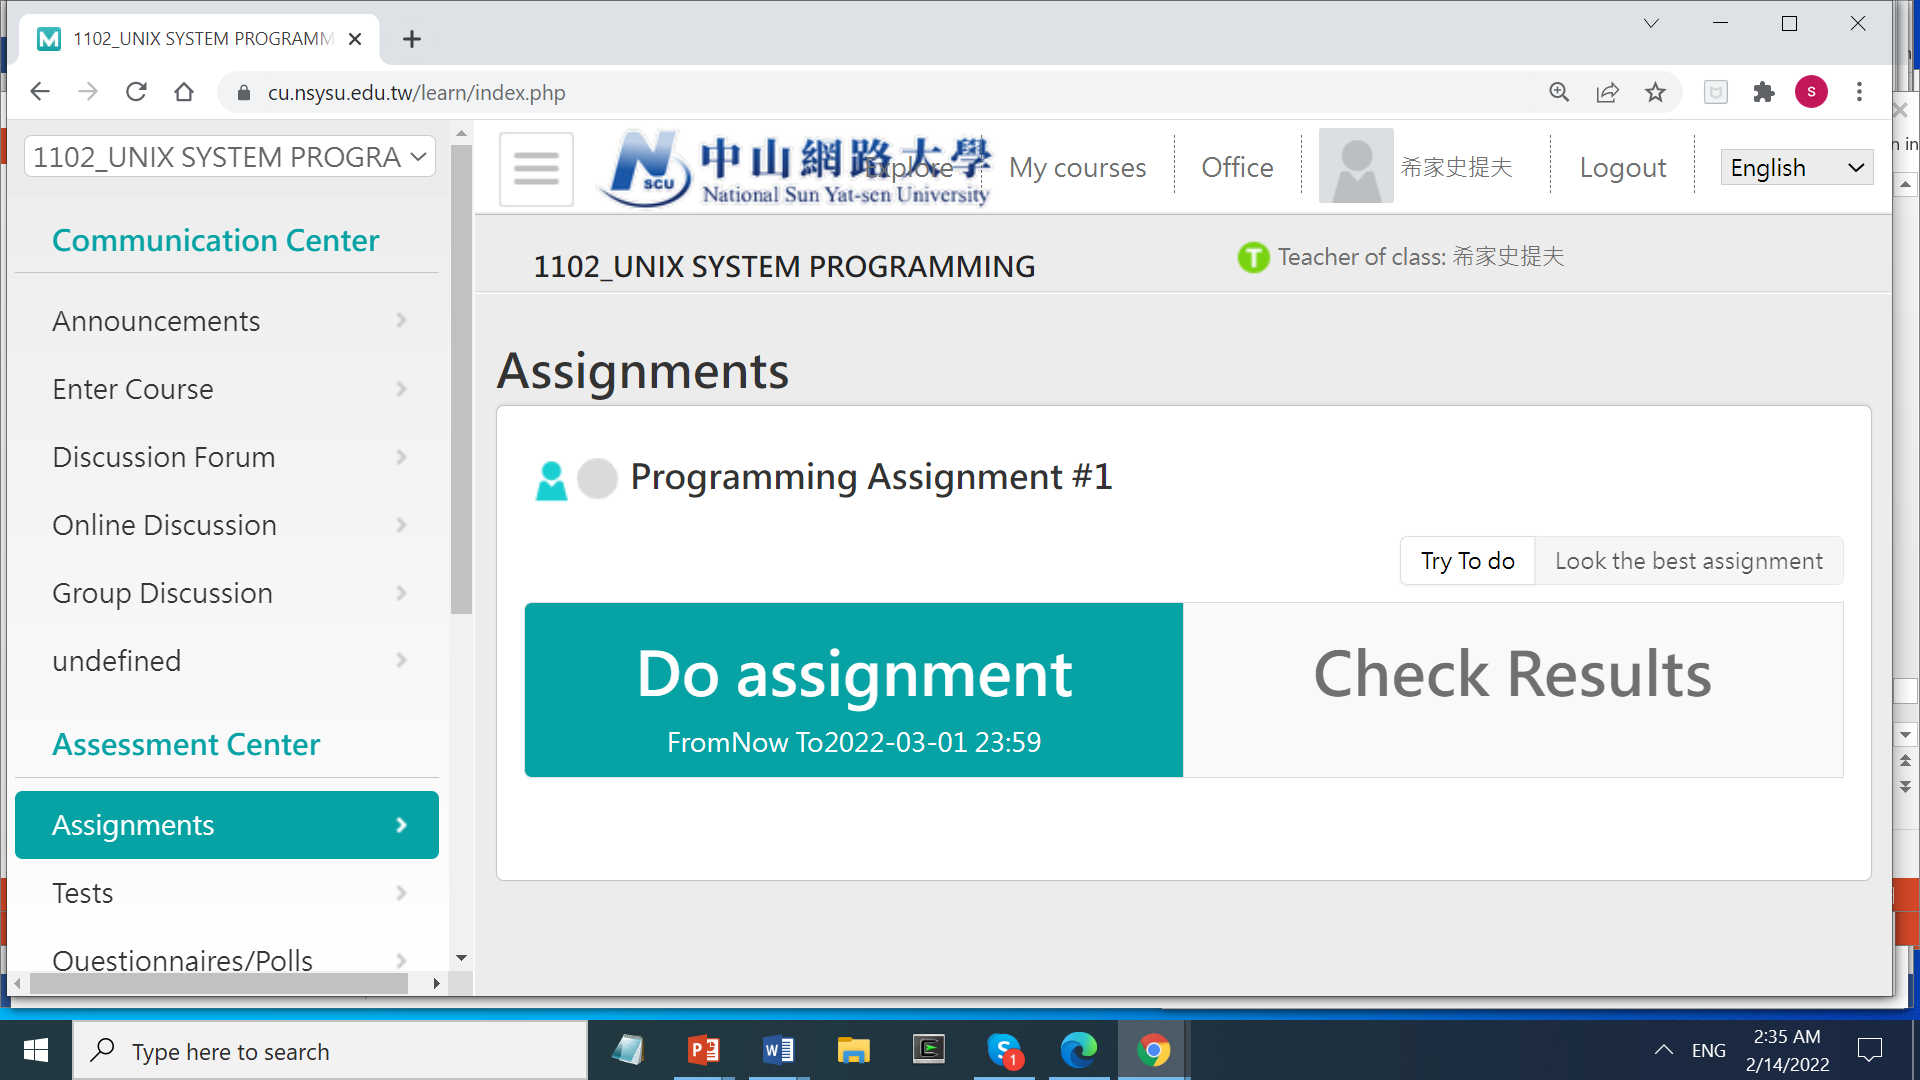 1102_UNIX SYSTEM PROGRAMM
cu.nsysu.edu.tw/learn/index.php
S
1102_UNIX SYSTEM PROGRA
NSCU
中山網路大學
National Sun Yat-sen University
Explore
My courses
Office
希家史提夫
Logout
English
n in
Communication Center
Announcements
Enter Course
Discussion Forum
Online Discussion
Group Discussion
undefined
Assessment Center
Assignments
Tests
Questionnaires/Polls
1102_UNIX SYSTEM PROGRAMMING
T Teacher of class: 希家史提夫
Assignments
Programming Assignment #1
Try To do
Look the best assignment
Do assignment
FromNow To2022-03-01 23:59
Check Results
Type here to search
1
ENG
2:35 AM
2/14/2022